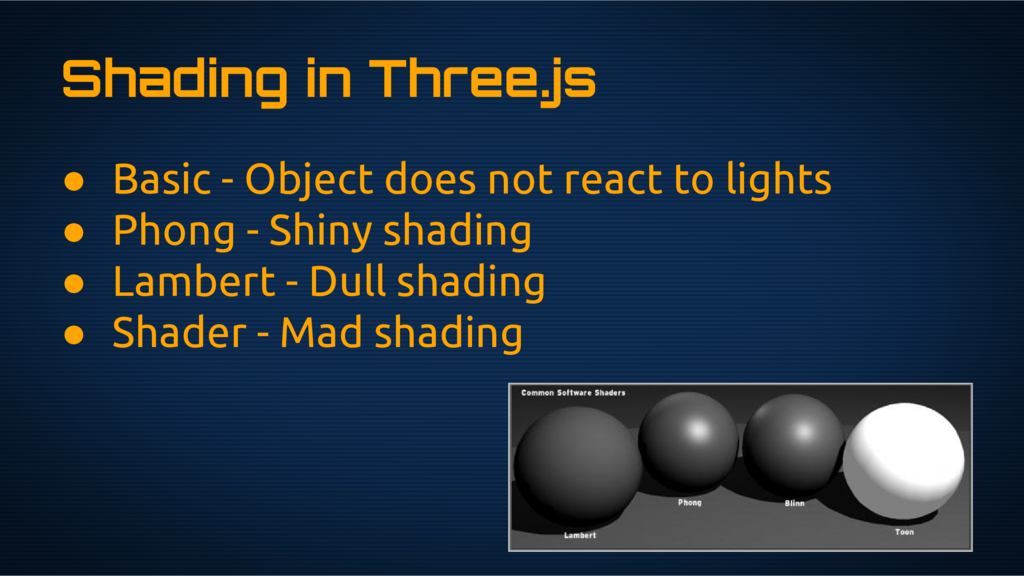 Shading in Three.js
● Basic - Object does not react to lights
● Phong - Shiny shading
● Lambert - Dull shading
● Shader - Mad shading
Common Software Shaders
Phong
Blinn
Lambert
Toon